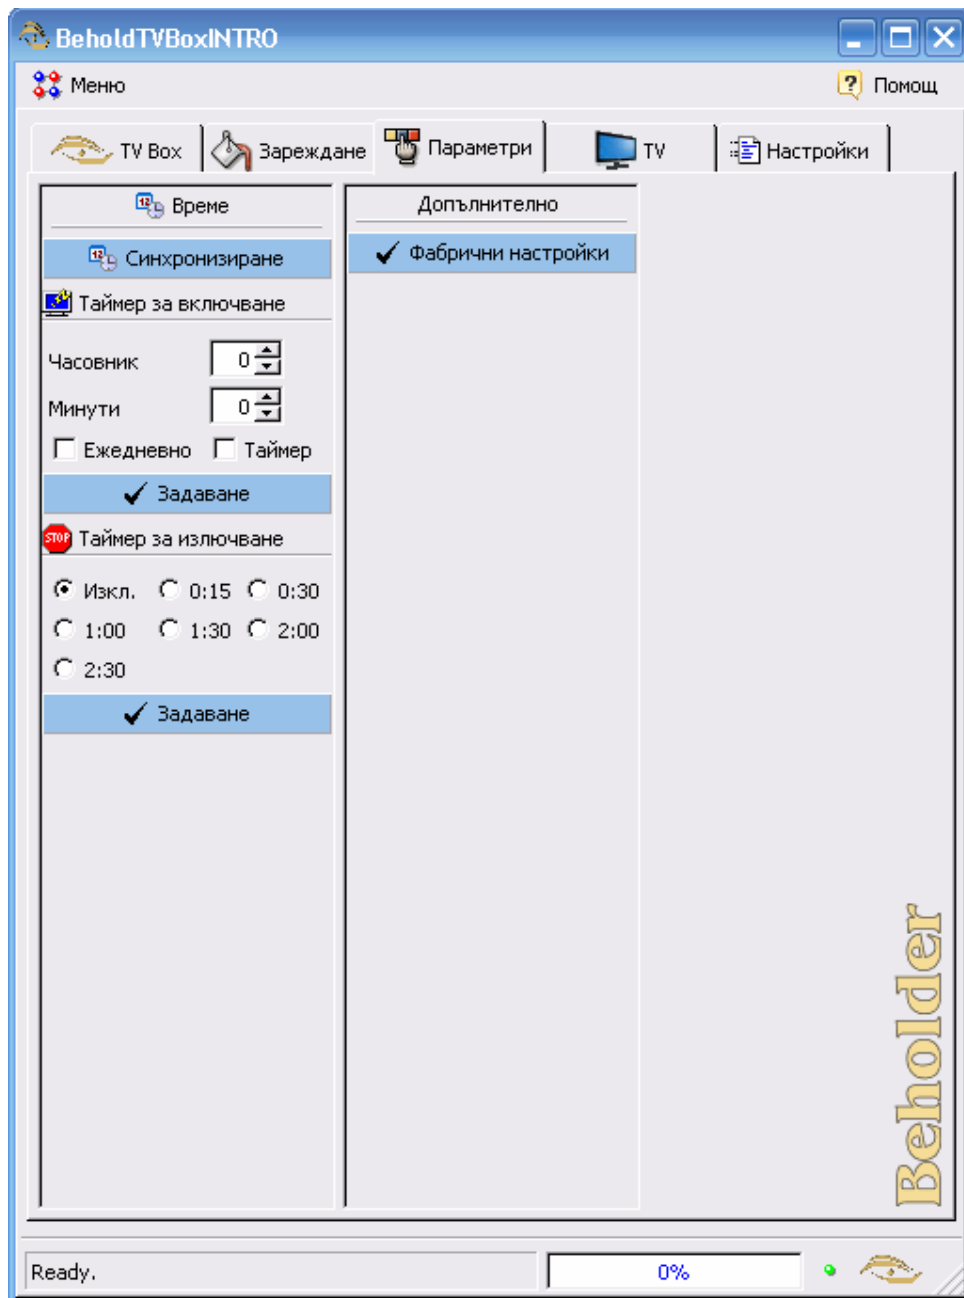 BeholdTVBoxINTRO
Меню Помощ
TV Box Зареждане Параметри TV Настройки
Време
Синхронизиране
Таймер за включване
Часовник 0
Минути 0
Ежедневно Таймер
Задаване
STOP Таймер за излючване
Изкл. 0:15 0:30
1:00 1:30 2:00
2:30
Задаване
Допълнително
Фабрични настройки
Beholder
Ready. 0%